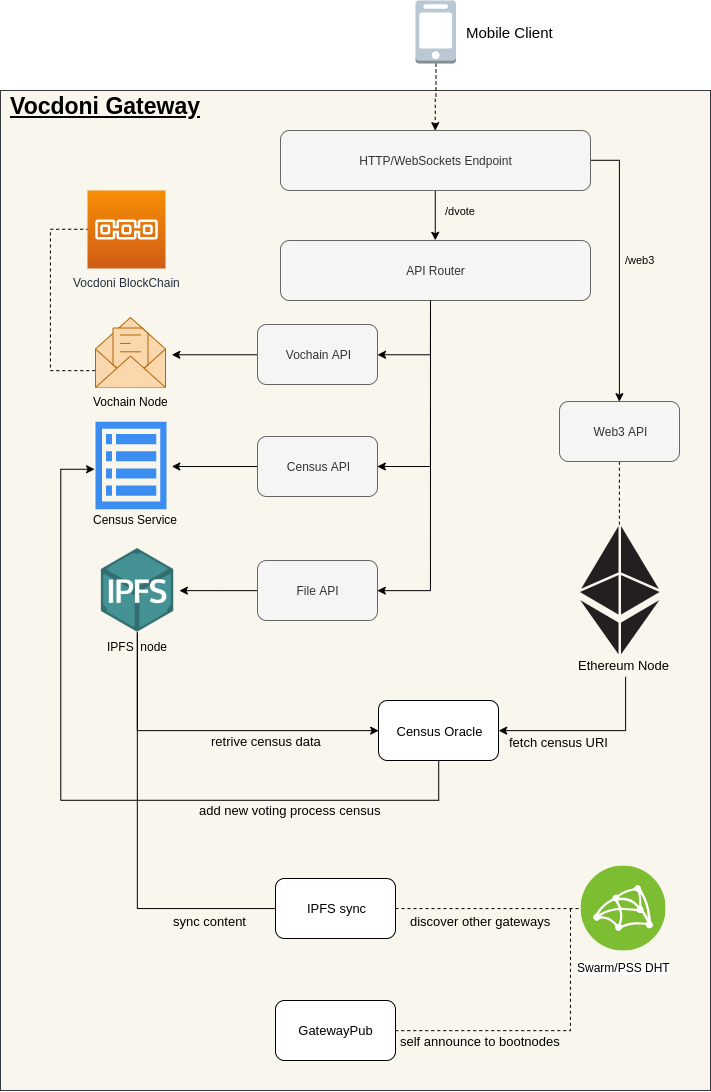 Mobile Client
Vocdoni Gateway
HTTP/WebSockets Endpoint
/dvote
API Router
/web3
Vocdoni BlockChain
Vochain API
Vochain Node
Web3 API
Census API
Census Service
IPFS
File API
IPFS node
Ethereum Node
Census Oracle
retrive census data
fetch census URI
add new voting process census
IPFS sync
sync content
discover other gateways
Swarm/PSS DHT
GatewayPub
self announce to bootnodes